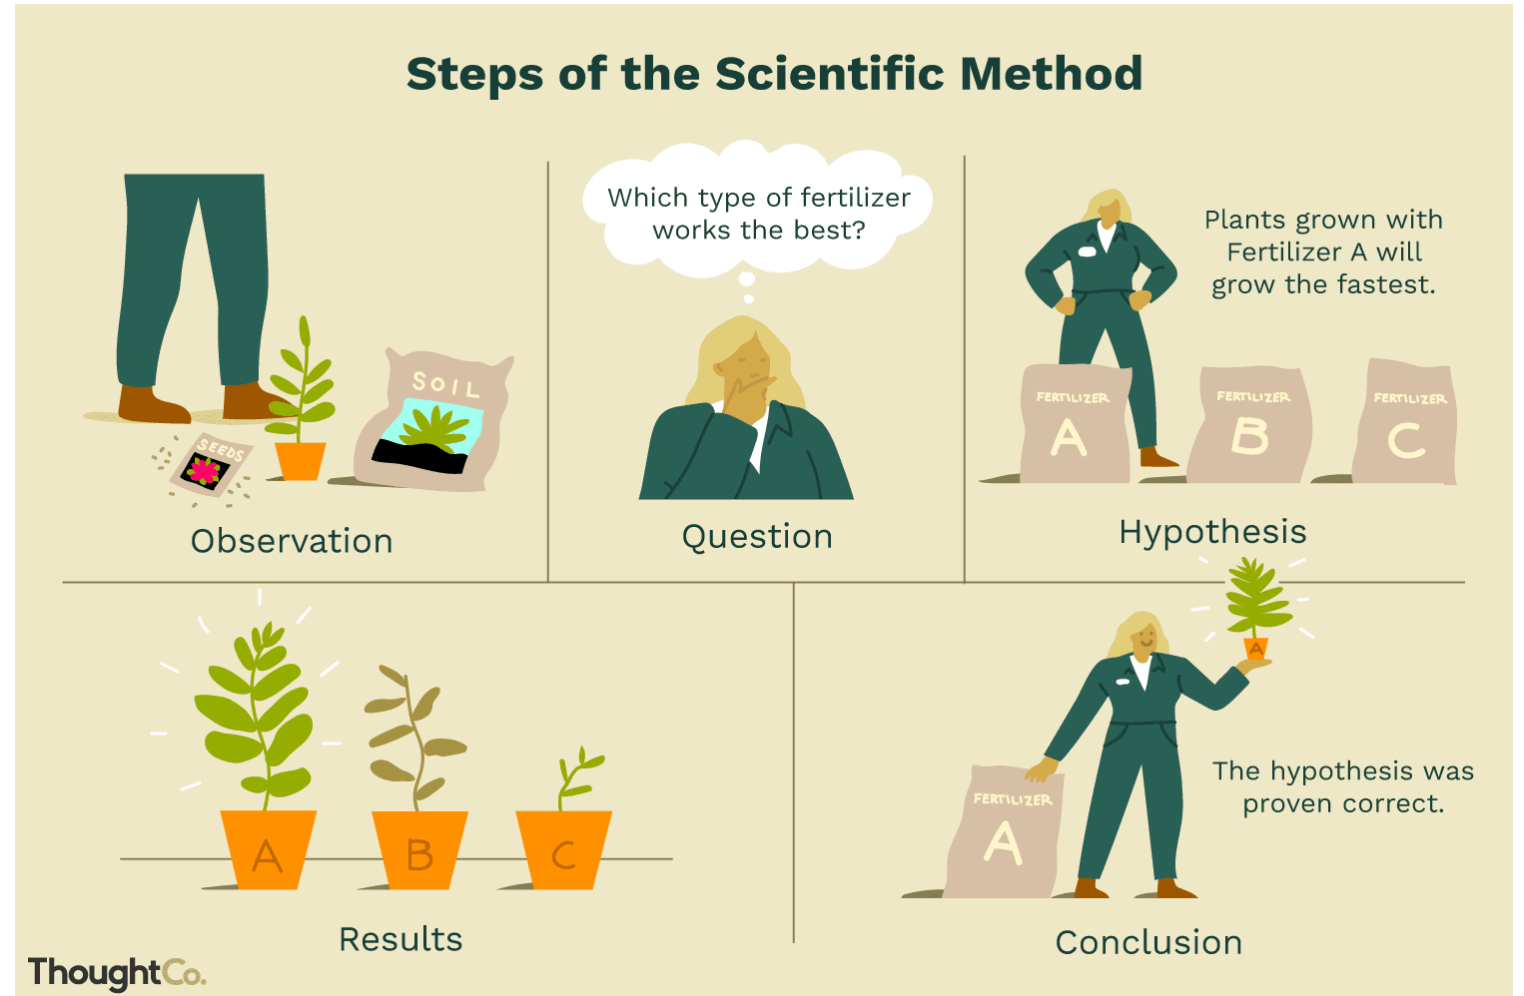 Steps of the Scientific Method
SOIL
SEEDS
Observation
Which type of fertilizer
works the best?
Question
Plants grown with
Fertilizer A will
grow the fastest.
FERTILIZER
A
FERTILIZER
B
FERTILIZER
C
Hypothesis
A
B
C
Results
A
FERTILIZER
A
The hypothesis was
proven correct.
Conclusion
ThoughtCo.